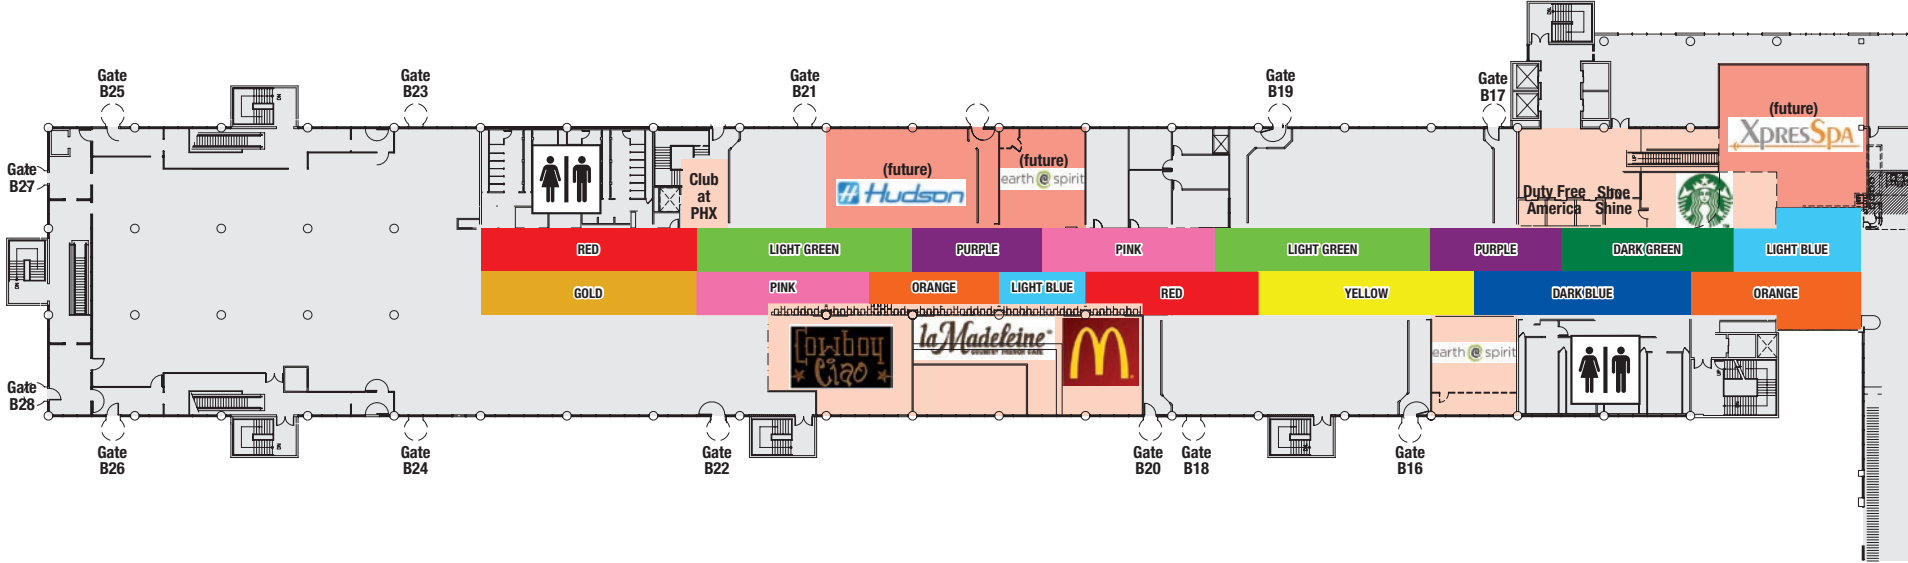 Gate
B25
Gate
B23
Gate
B21
Gate
B19
Gate
B17
(future)
XpresSpa
Gate
B27
Club
at
PHX
(future)
Hudson
(future)
earth @ spirit
Duty Free
America
Shoe
Shine
RED
LIGHT GREEN
PURPLE
PINK
LIGHT GREEN
PURPLE
DARK GREEN
LIGHT BLUE
GOLD
PINK
ORANGE
LIGHT BLUE
RED
YELLOW
DARK BLUE
ORANGE
Cowboy
Ciao
la Madeleine
COUNTRY FRENCH CAFE
earth @ spirit
Gate
B28
Gate
B26
Gate
B24
Gate
B22
Gate
B20
Gate
B18
Gate
B16